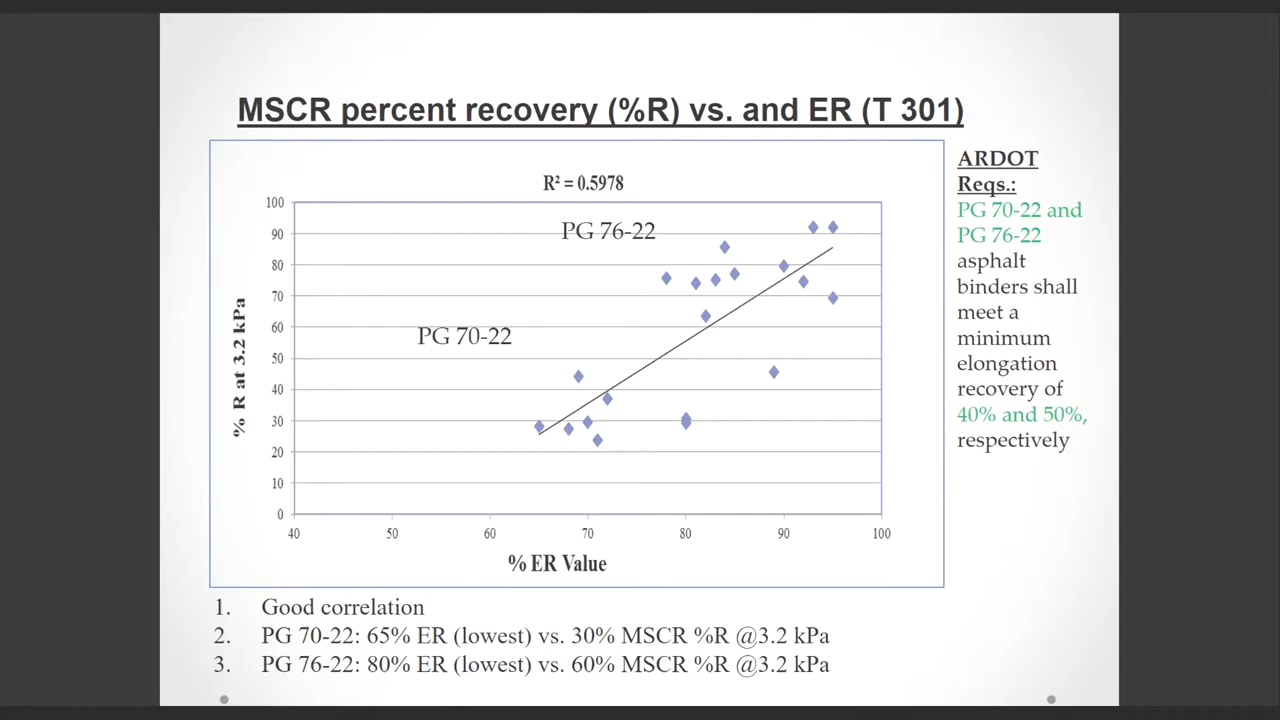 MSCR percent recovery (%R) vs. and ER (T 301)
R² = 0.5978
100
90
80
70
60
50
40
30
20
10
0
% R at 3.2 kPa
PG 76-22
PG 70-22
40 50 60 70 80 90 100
% ER Value
ARDOT
Reqs.:
PG 70-22 and
PG 76-22
asphalt
binders shall
meet a
minimum
elongation
recovery of
40% and 50%,
respectively
1. Good correlation
2. PG 70-22: 65% ER (lowest) vs. 30% MSCR %R @3.2 kPa
3. PG 76-22: 80% ER (lowest) vs. 60% MSCR %R @3.2 kPa